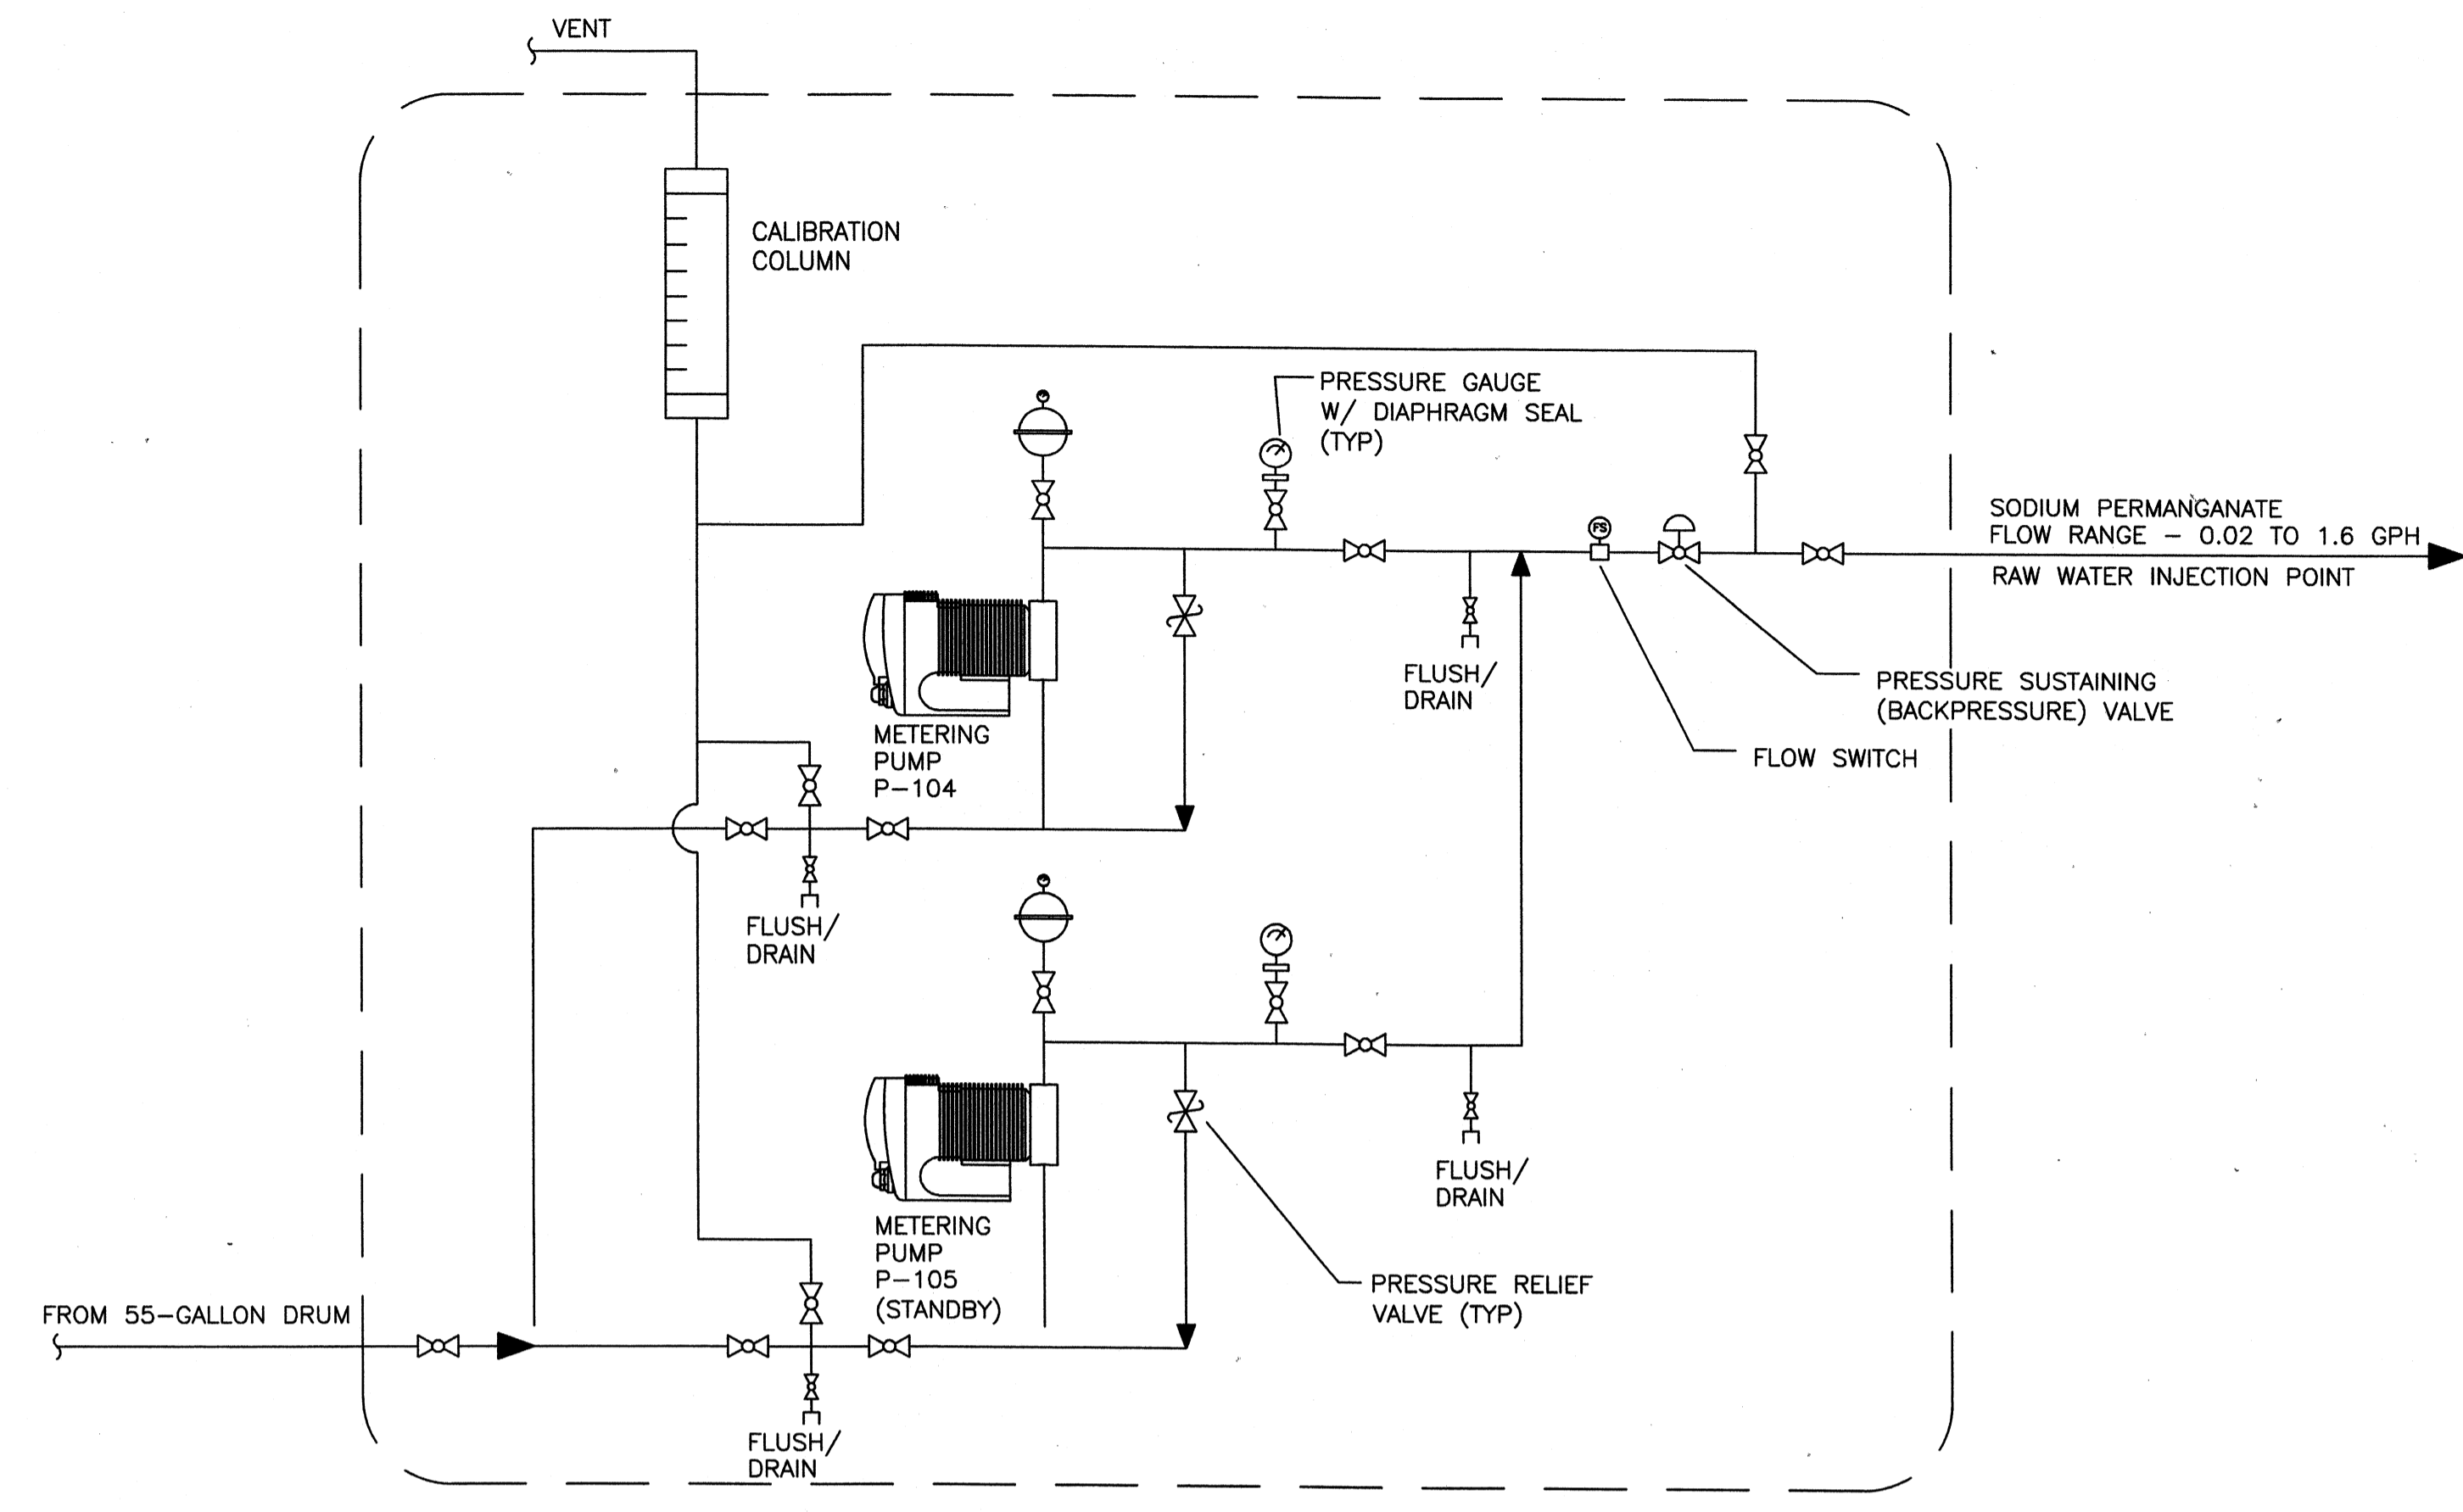 VENT
CALIBRATION
COLUMN
PRESSURE GAUGE
W/ DIAPHRAGM SEAL
(TYP)
FS
SODIUM PERMANGANATE
FLOW RANGE – 0.02 TO 1.6 GPH
RAW WATER INJECTION POINT
FLUSH/
DRAIN
PRESSURE SUSTAINING
(BACKPRESSURE) VALVE
FLOW SWITCH
METERING
PUMP
P–104
FLUSH/
DRAIN
FLUSH/
DRAIN
METERING
PUMP
P–105
(STANDBY)
PRESSURE RELIEF
VALVE (TYP)
FROM 55–GALLON DRUM
FLUSH/
DRAIN